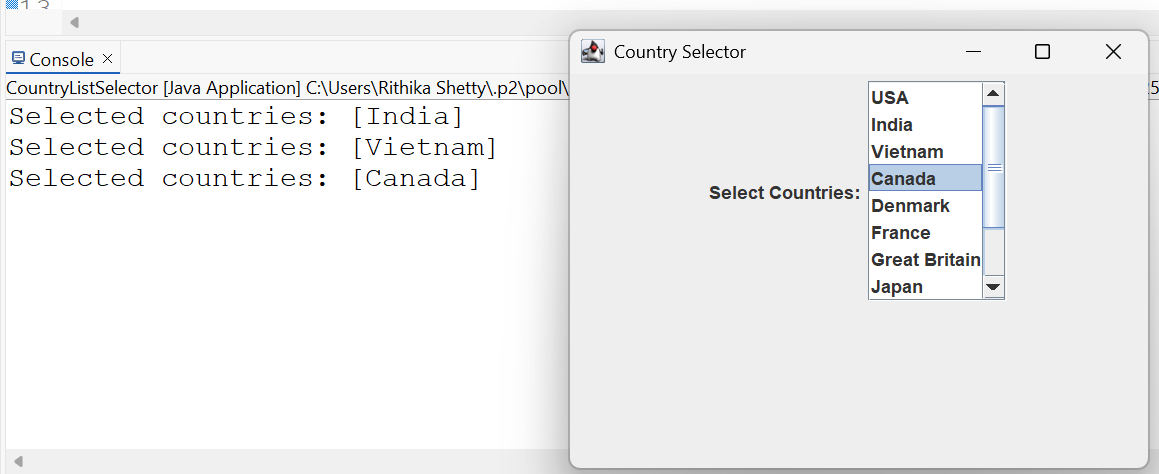 Console
CountryListSelector [Java Application] C:\Users\Rithika Shetty\.p2\pool\
Selected countries: [India]
Selected countries: [Vietnam]
Selected countries: [Canada]
Country Selector
Select Countries:
USA
India
Vietnam
Canada
Denmark
France
Great Britain
Japan